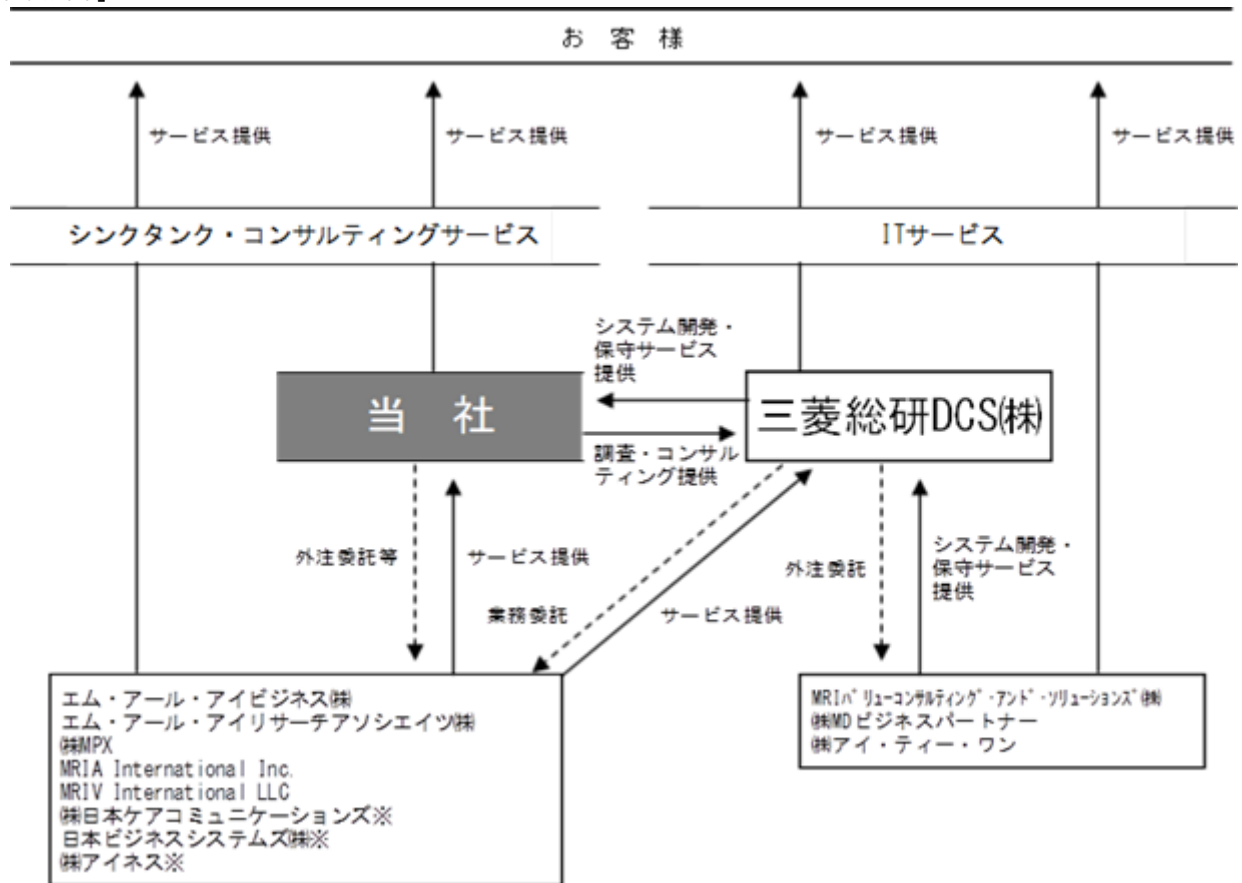 お 客 様
サービス提供
サービス提供
サービス提供
サービス提供
シンクタンク・コンサルティングサービス
ITサービス
システム開発・
保守サービス
提供
当 社
三菱総研DCS㈱
調査・コンサル
ティング提供
外注委託等
サービス提供
業務委託
サービス提供
外注委託
システム開発・
保守サービス
提供
エム・アール・アイビジネス㈱
エム・アール・アイリサーチアソシエイツ㈱
㈱MPX
MRIA International Inc.
MRIV International LLC
㈱日本ケアコミュニケーションズ※
日本ビジネスシステムズ㈱※
㈱アイネス※
MRIバリューコンサルティング・アンド・ソリューションズ㈱
㈱MDビジネスパートナー
㈱アイ・ティー・ワン